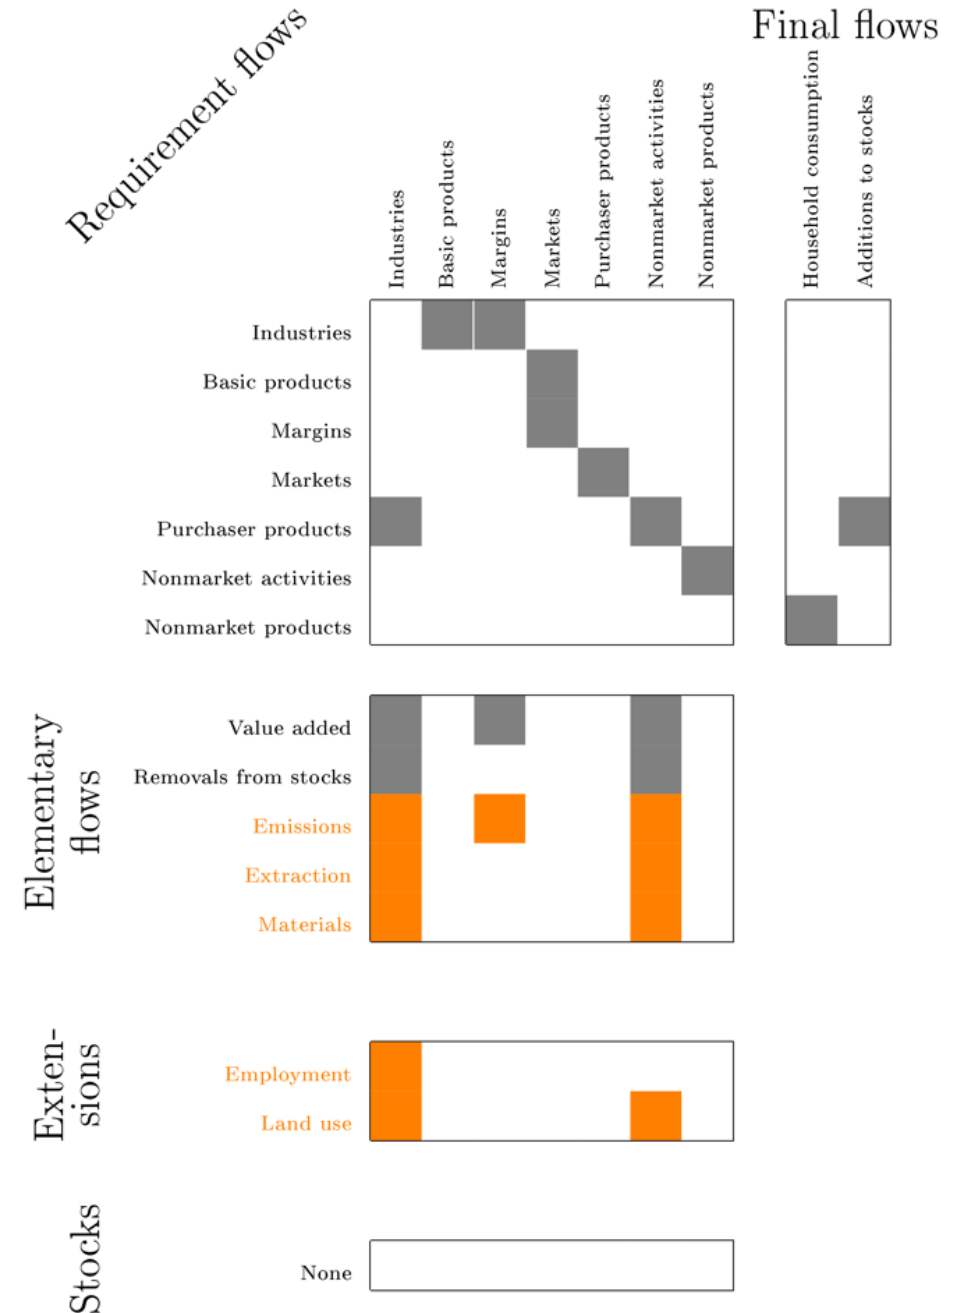 Final flows
Requirement flows
Industries
Basic products
Margins
Markets
Purchaser products
Nonmarket activities
Nonmarket products
Household consumption
Additions to stocks
Industries
Basic products
Margins
Markets
Purchaser products
Nonmarket activities
Nonmarket products
Elementary
flows
Value added
Removals from stocks
Emissions
Extraction
Materials
Exten-
sions
Employment
Land use
Stocks
None